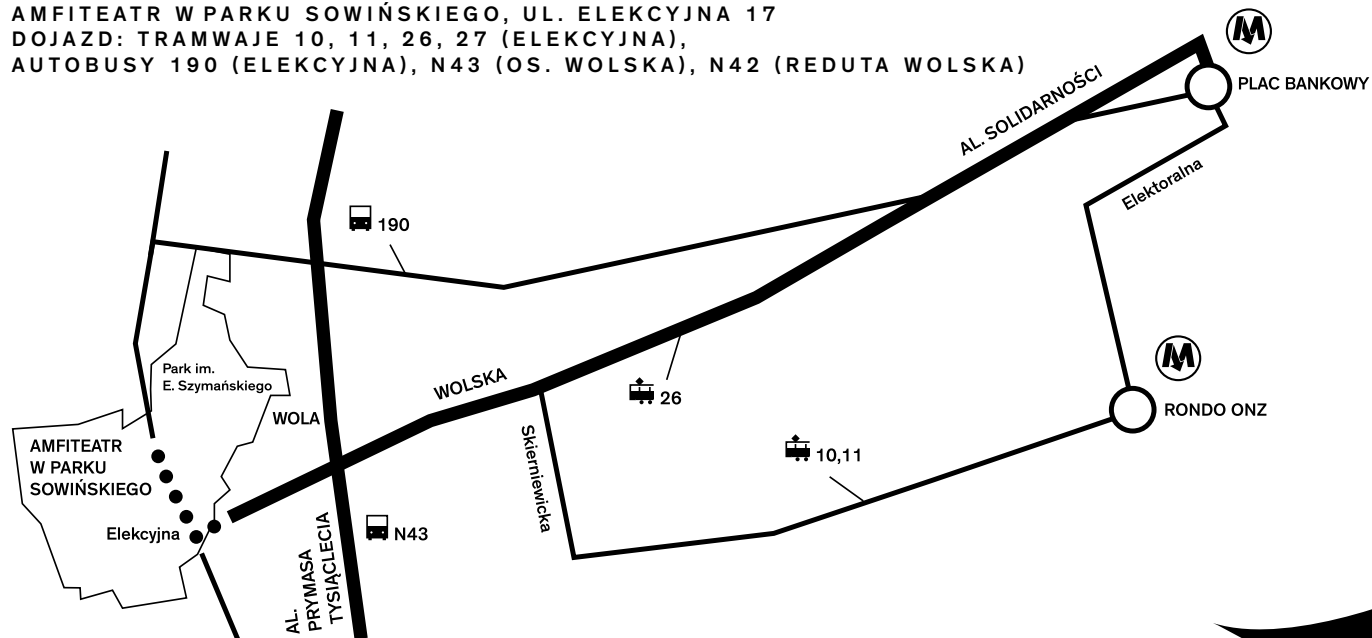 AMFITEATR W PARKU SOWIŃSKIEGO, UL. ELEKCYJNA 17
DOJAZD: TRAMWAJE 10, 11, 26, 27 (ELEKCYJNA),
AUTOBUSY 190 (ELEKCYJNA), N43 (OS. WOLSKA), N42 (REDUTA WOLSKA)
M
PLAC BANKOWY
AL. SOLIDARNOŚCI
Elektoralna
190
M
Park im.
E. Szymańskiego
WOLSKA
26
RONDO ONZ
WOLA
AMFITEATR
W PARKU
SOWIŃSKIEGO
Skierniewicka
10,11
Elekcyjna
N43
AL.
PRYMASA
TYSIĄCLECIA